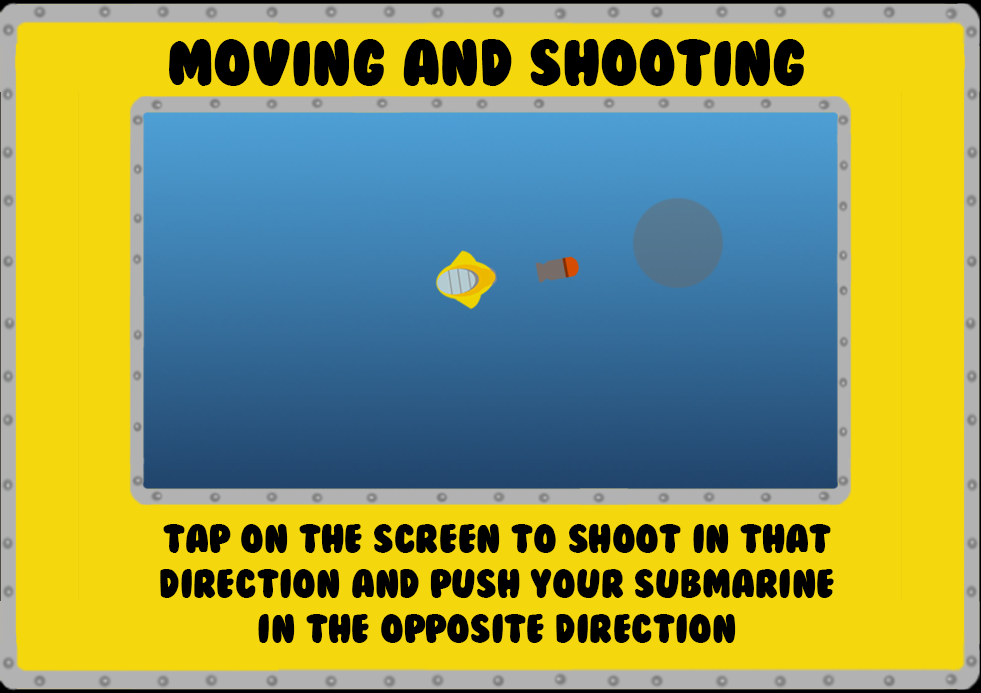 MOVING AND SHOOTING
TAP ON THE SCREEN TO SHOOT IN THAT
DIRECTION AND PUSH YOUR SUBMARINE
IN THE OPPOSITE DIRECTION